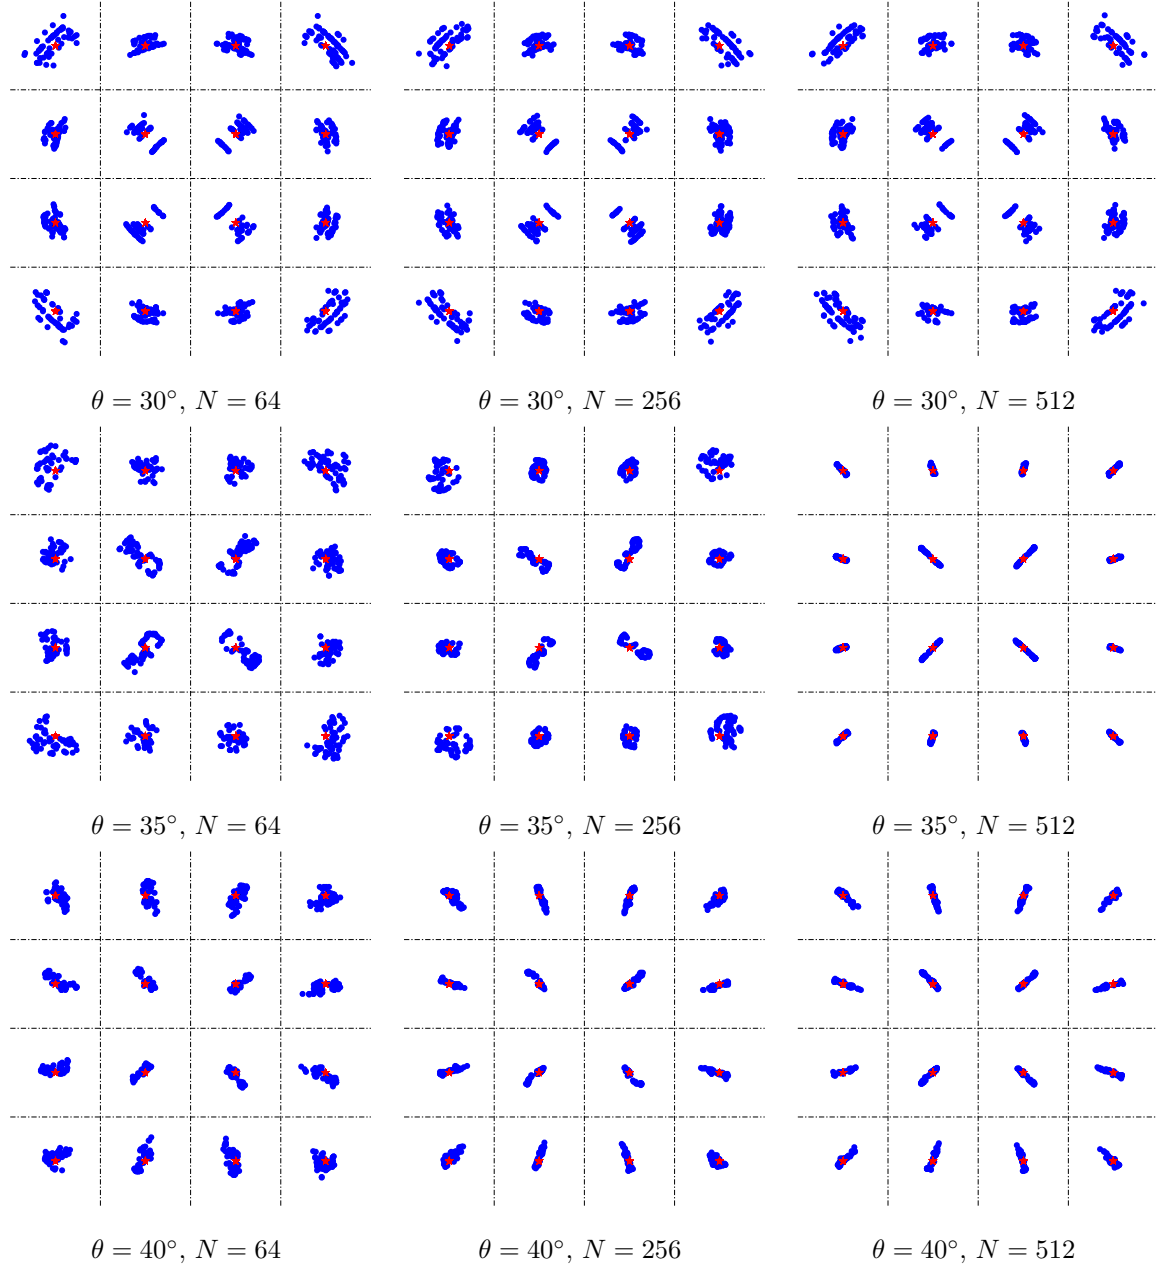 θ = 30°, N = 64
θ = 30°, N = 256
θ = 30°, N = 512
θ = 35°, N = 64
θ = 35°, N = 256
θ = 35°, N = 512
θ = 40°, N = 64
θ = 40°, N = 256
θ = 40°, N = 512